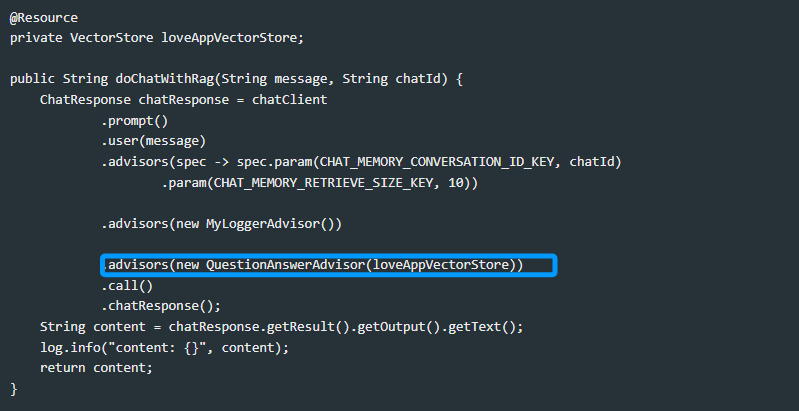 @Resource
private VectorStore loveAppVectorStore;
public String doChatWithRag(String message, String chatId) {
ChatResponse chatResponse = chatClient
.prompt()
.user(message)
.advisors(spec -> spec.param(CHAT_MEMORY_CONVERSATION_ID_KEY, chatId)
.param(CHAT_MEMORY_RETRIEVE_SIZE_KEY, 10))
.advisors(new MyLoggerAdvisor())
.advisors(new QuestionAnswerAdvisor(loveAppVectorStore))
.call()
.chatResponse();
String content = chatResponse.getResult().getOutput().getText();
log.info("content: {}", content);
return content;
}